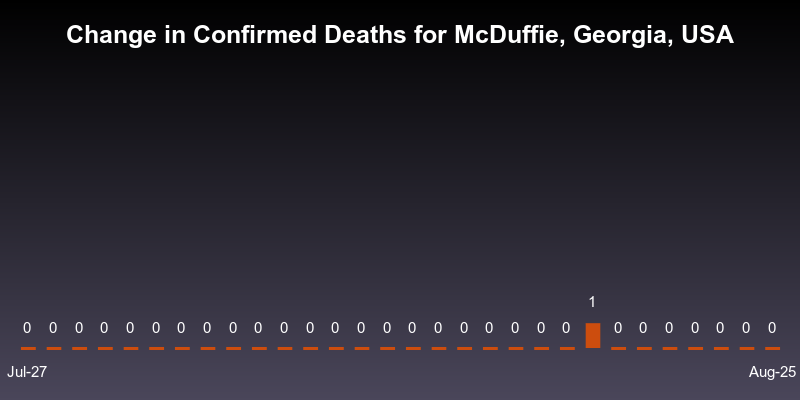 Change in Confirmed Deaths for McDuffie, Georgia, USA
1
0 0 0 0 0 0 0 0 0 0 0 0 0 0 0 0 0 0 0 0 0 0 0 0 0 0 0 0 0
Jul-27 Aug-25